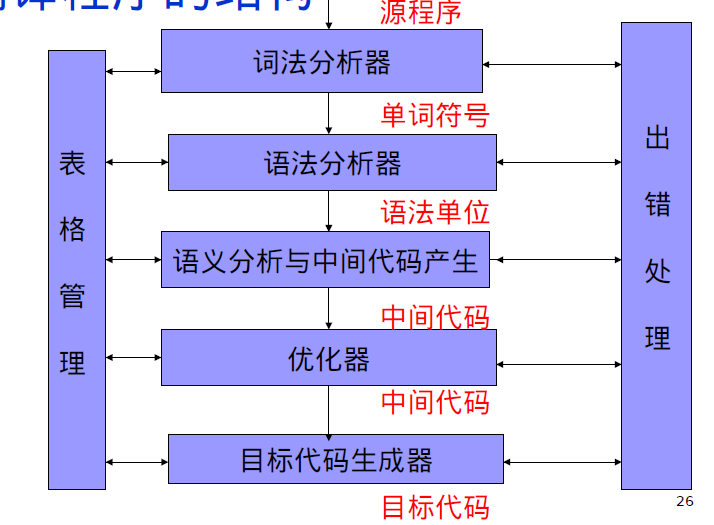 编译程序的结构
源程序
词法分析器
单词符号
语法分析器
语法单位
语义分析与中间代码产生
中间代码
优化器
中间代码
目标代码生成器
目标代码
表
格
管
理
出
错
处
理
26